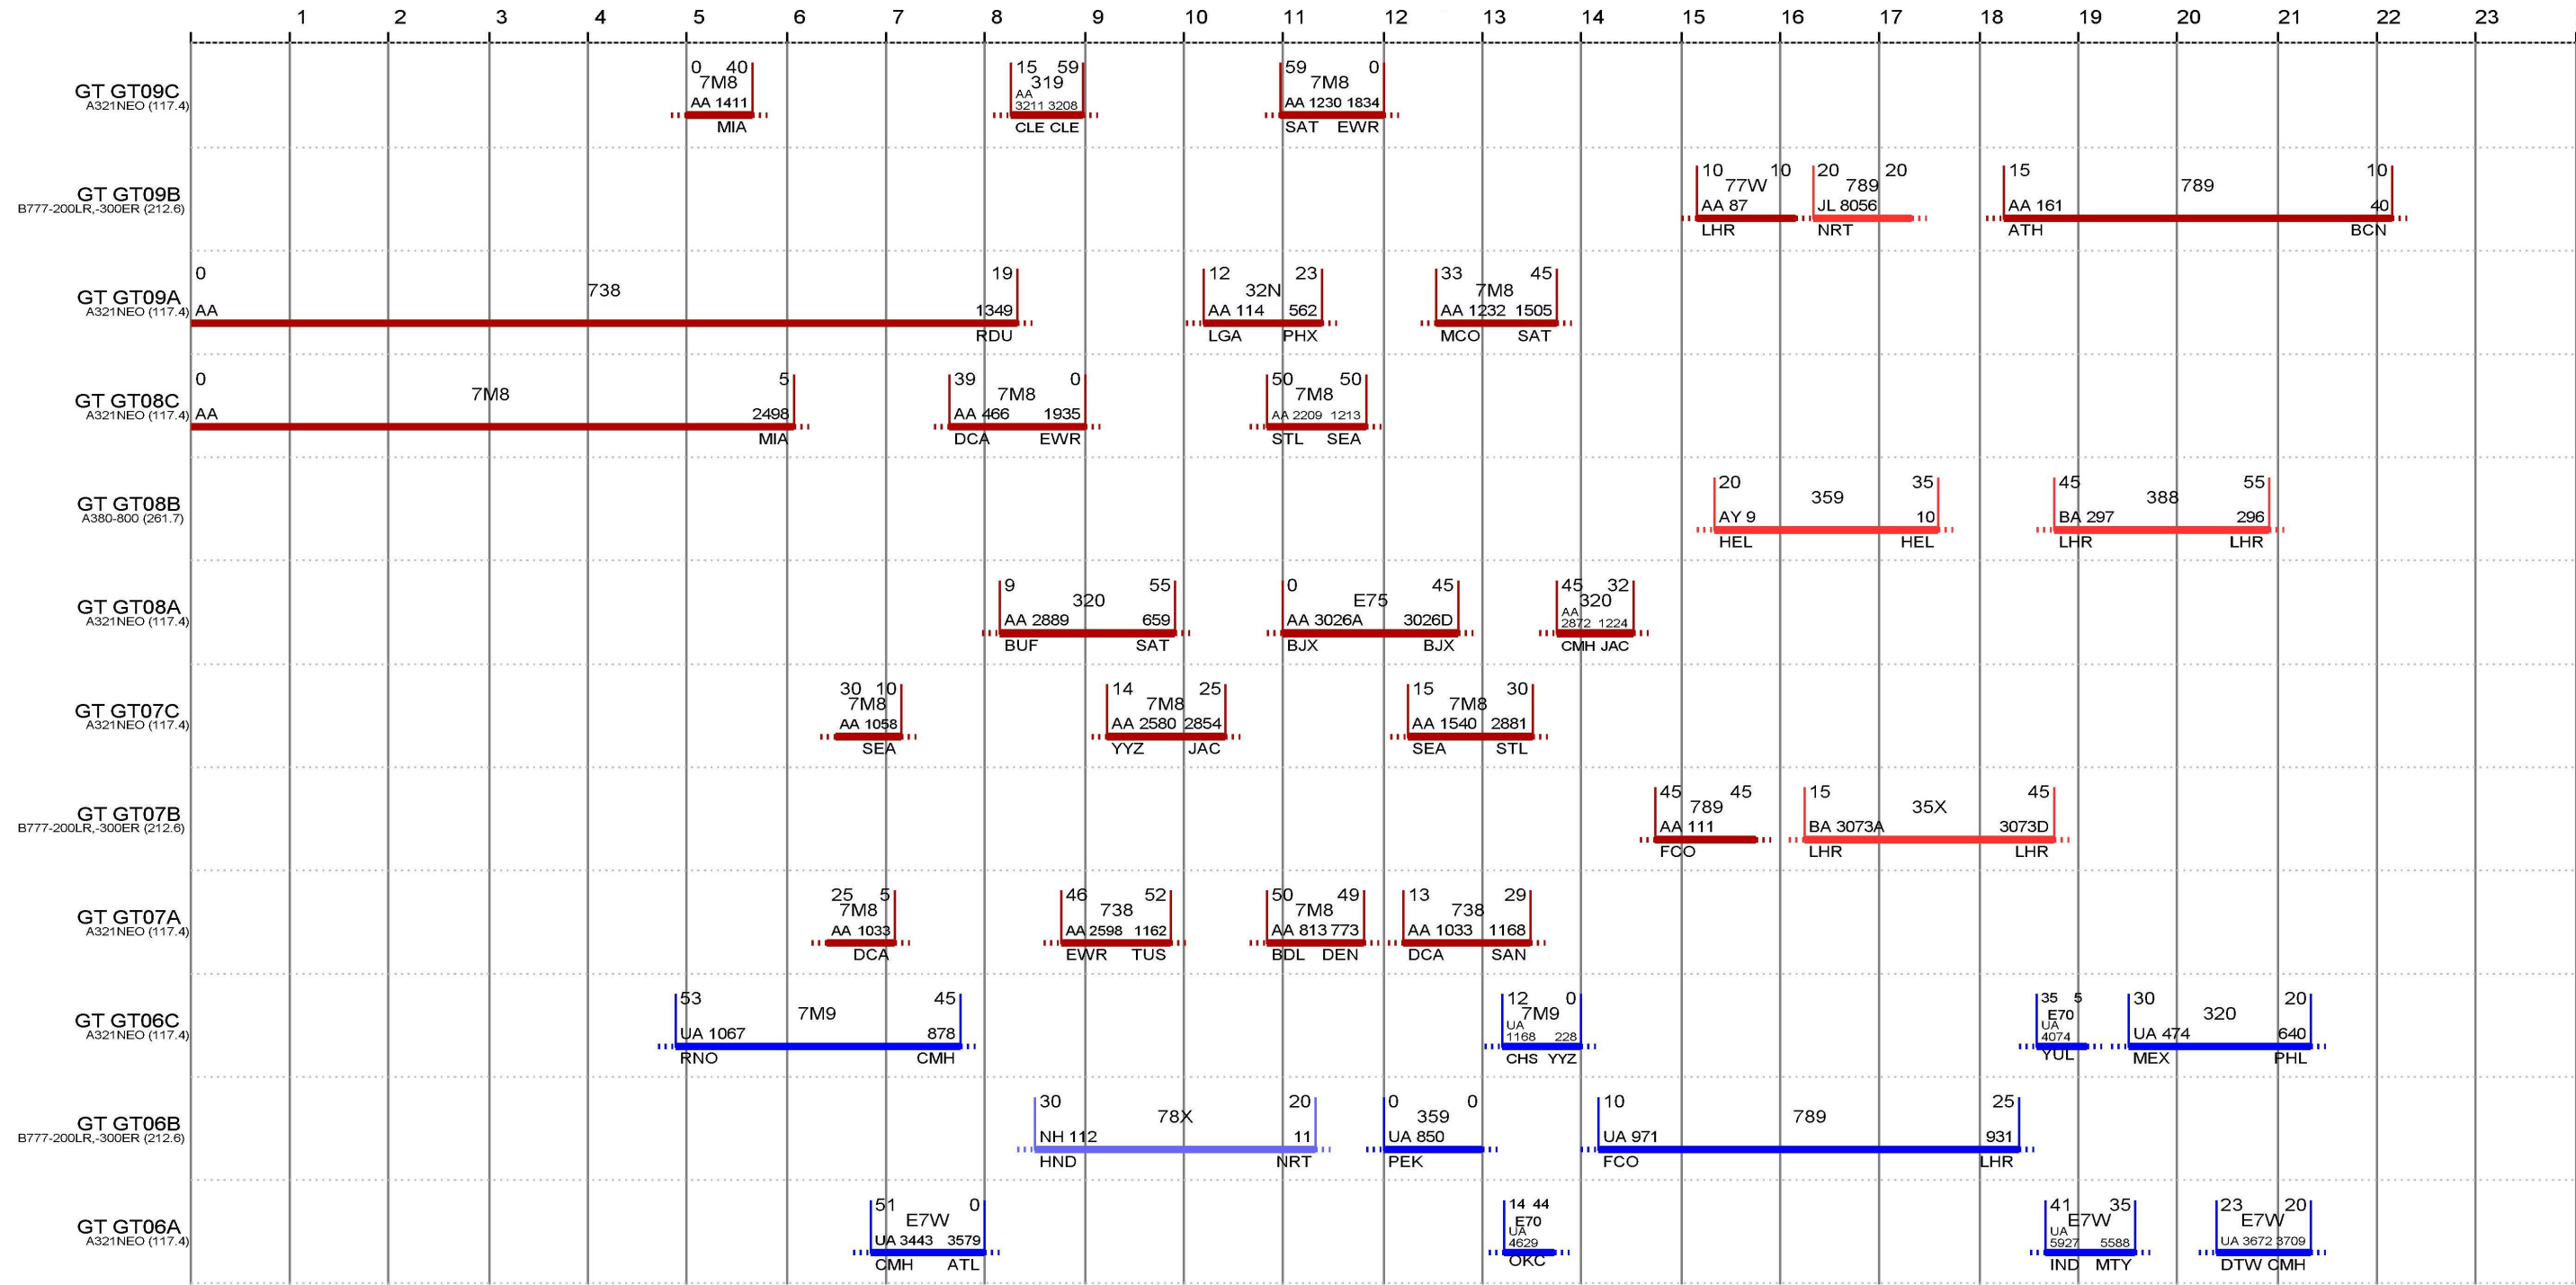 1 2 3 4 5 6 7 8 9 10 11 12 13 14 15 16 17 18 19 20 21 22 23
0 40 15 59 59 0
7M8 319 7M8
GT GT09C
A321NEO (117.4)
AA 1411 AA AA 1230 1834
3211 3208
MIA CLE CLE SAT EWR
10 10 20 20 15 10
77W 789 789
GT GT09B
B777-200LR,-300ER (212.6)
AA 87 JL 8056 AA 161 40
LHR NRT ATH BCN
0 19 12 23 33 45
738 32N 7M8
GT GT09A
A321NEO (117.4)
AA 1349 AA 114 562 AA 1232 1505
RDU LGA PHX MCO SAT
0 5 39 0 50 50
7M8 7M8 7M8
GT GT08C
A321NEO (117.4)
AA 2498 AA 466 1935 AA 2209 1213
MIA DCA EWR STL SEA
20 35 45 55
359 388
GT GT08B
A380-800 (261.7)
AY 9 10 BA 297 296
HEL HEL LHR LHR
9 55 0 45 45 32
320 E75 320
GT GT08A
A321NEO (117.4)
AA 2889 659 AA 3026A 3026D AA
2872 1224
BUF SAT BJX BJX CMH JAC
30 10 14 25 15 30
7M8 7M8 7M8
GT GT07C
A321NEO (117.4)
AA 1058 AA 2580 2854 AA 1540 2881
SEA YYZ JAC SEA STL
45 45 15 45
789 35X
GT GT07B
B777-200LR,-300ER (212.6)
AA 111 BA 3073A 3073D
FCO LHR LHR
25 5 46 52 50 49 13 29
7M8 738 7M8 738
GT GT07A
A321NEO (117.4)
AA 1033 AA 2598 1162 AA 813 773 AA 1033 1168
DCA EWR TUS BDL DEN DCA SAN
53 45 12 0 35 5 30 20
7M9 7M9 E70 320
GT GT06C
A321NEO (117.4)
UA 1067 878 UA UA UA 474 640
1168 228 4074
RNO CMH CHS YYZ YUL MEX PHL
30 20 0 0 10 25
78X 359 789
GT GT06B
B777-200LR,-300ER (212.6)
NH 112 11 UA 850 UA 971 931
HND NRT PEK FCO LHR
51 0 14 44 41 35 23 20
E7W E70 E7W E7W
GT GT06A
A321NEO (117.4)
UA 3443 3579 UA UA UA 3672 3709
4629 5927 5588
CMH ATL OKC IND MTY DTW CMH